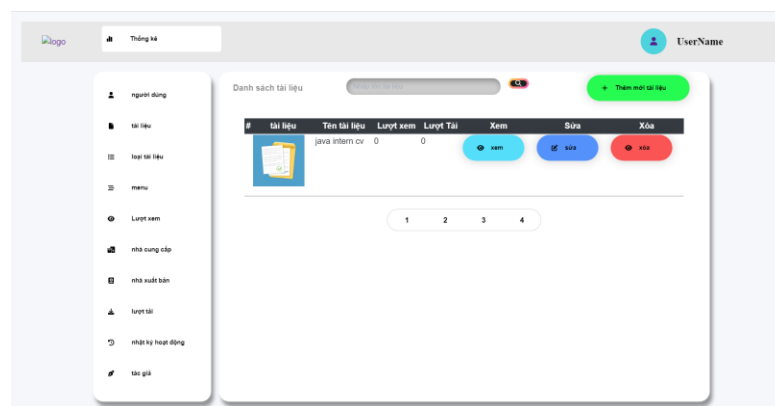 logo
Thống kê
UserName
người dùng
tài liệu
loại tài liệu
menu
Lượt xem
nhà cung cấp
nhà xuất bản
lượt tải
nhật ký hoạt động
tác giả
Danh sách tài liệu
+ Thêm mới tài liệu
# tài liệu Tên tài liệu Lượt xem Lượt Tải Xem Sửa Xóa
java intern cv 0 0 xem sửa xóa
1 2 3 4